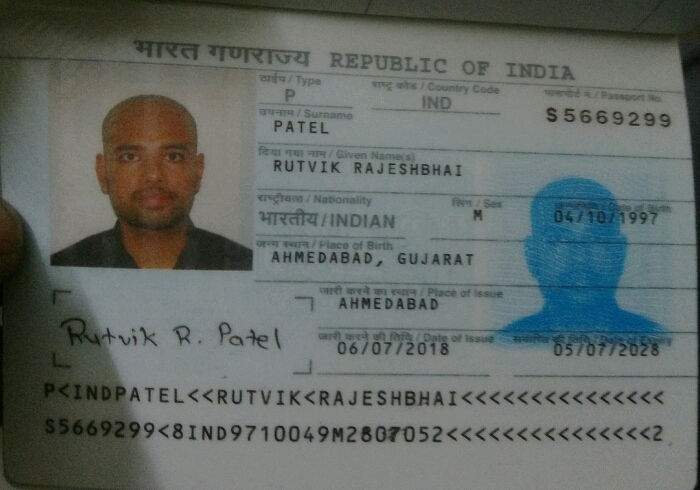 भारत गणराज्य REPUBLIC OF INDIA
टाईप / Type
राष्ट्र कोड / Country Code
पासपोर्ट नं. / Passport No.
P
IND
S5669299
उपनाम / Surname
PATEL
दिया गया नाम / Given Name(s)
RUTVIK RAJESHBHAI
राष्ट्रीयता / Nationality
लिंग / Sex
जन्मतिथि / Date of Birth
भारतीय / INDIAN
M
04/10/1997
जन्म स्थान / Place of Birth
AHMEDABAD, GUJARAT
जारी करने का स्थान / Place of Issue
AHMEDABAD
जारी करने की तिथि / Date of Issue
समाप्ति की तिथि / Date of Expiry
06/07/2018
05/07/2028
Rutvik R. Patel
P<INDPATEL<<RUTVIK<RAJESHBHAI<<<<<<<<<<<<<<<
S5669299<8IND9710049M2807052<<<<<<<<<<<<<<<2